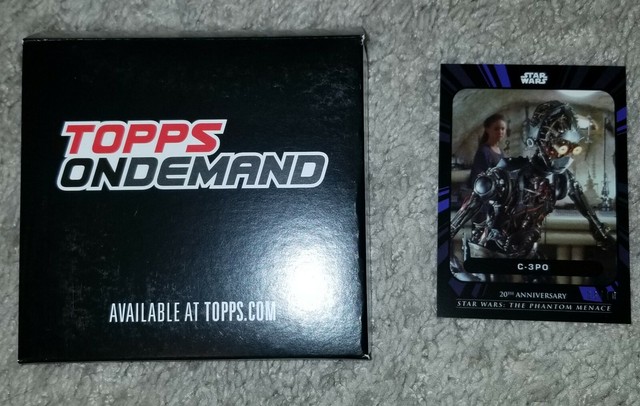 TOPPS
ONDEMAND
AVAILABLE AT TOPPS.COM
STAR
WARS
C-3PO
20TH ANNIVERSARY
STAR WARS: THE PHANTOM MENACE